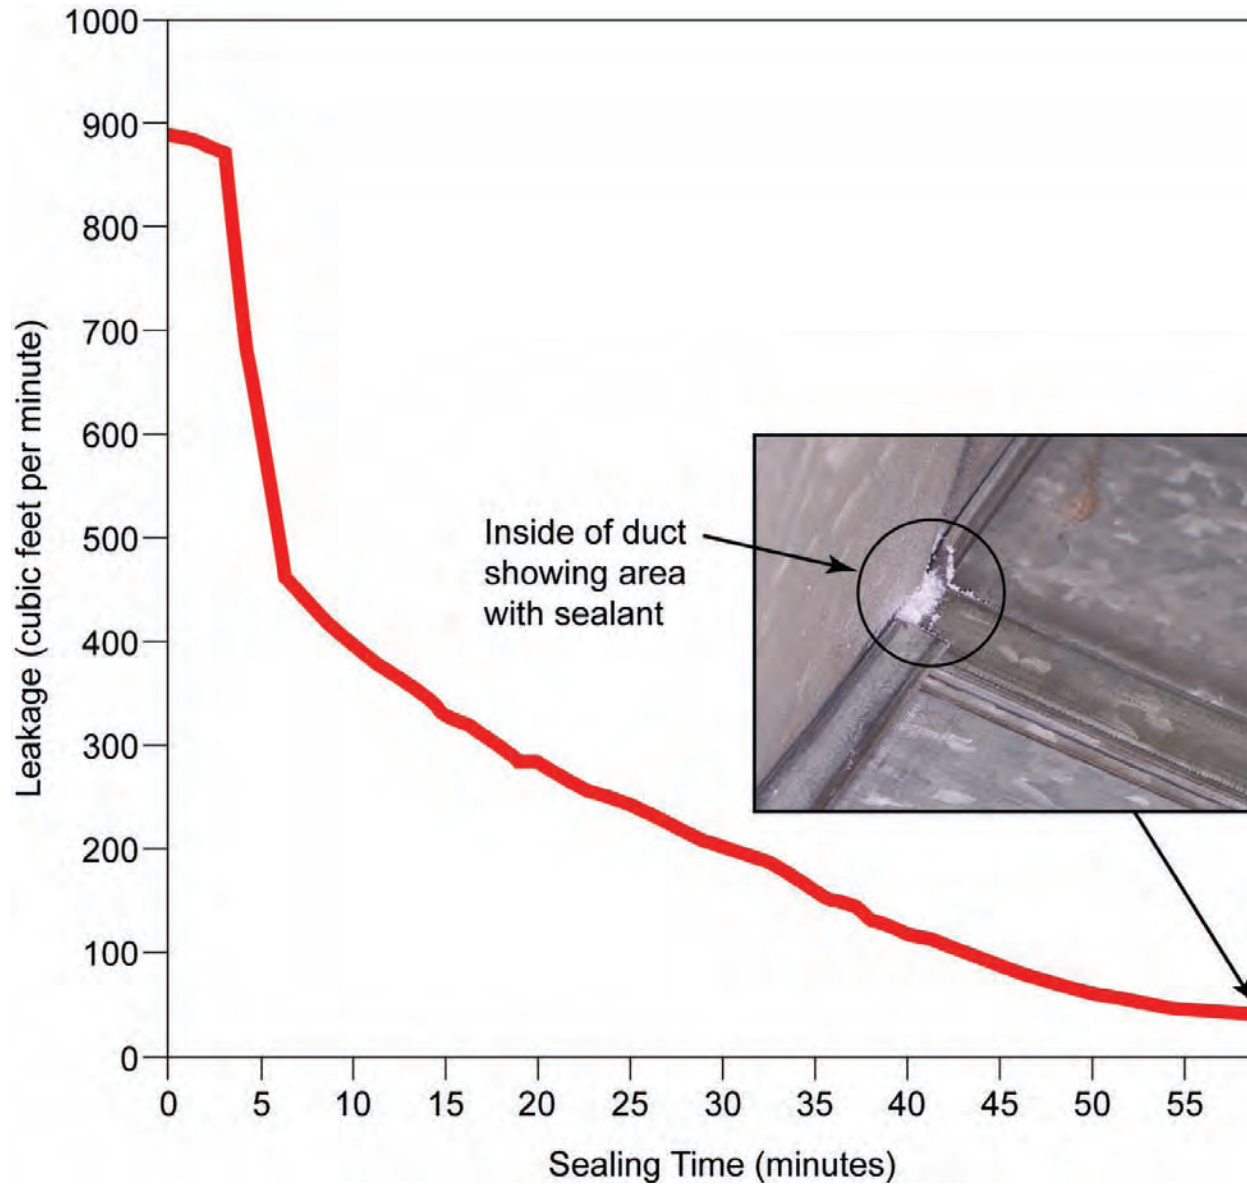 1000
900
800
700
600
500
400
300
200
100
0
Leakage (cubic feet per minute)
Inside of duct
showing area
with sealant
0 5 10 15 20 25 30 35 40 45 50 55
Sealing Time (minutes)